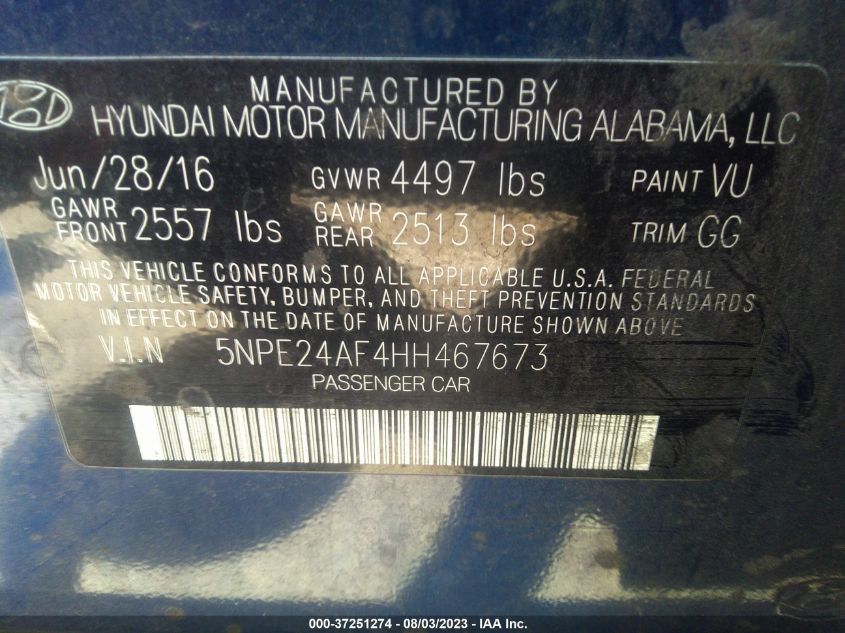 MANUFACTURED BY
HYUNDAI MOTOR MANUFACTURING ALABAMA, LLC
Jun/28/16 GVWR 4497 lbs PAINT VU
GAWR FRONT 2557 lbs GAWR REAR 2513 lbs TRIM GG
THIS VEHICLE CONFORMS TO ALL APPLICABLE U.S.A. FEDERAL
MOTOR VEHICLE SAFETY, BUMPER, AND THEFT PREVENTION STANDARDS
IN EFFECT ON THE DATE OF MANUFACTURE SHOWN ABOVE.
V.I.N 5NPE24AF4HH467673
PASSENGER CAR
000-37251274 - 08/03/2023 - IAA Inc.